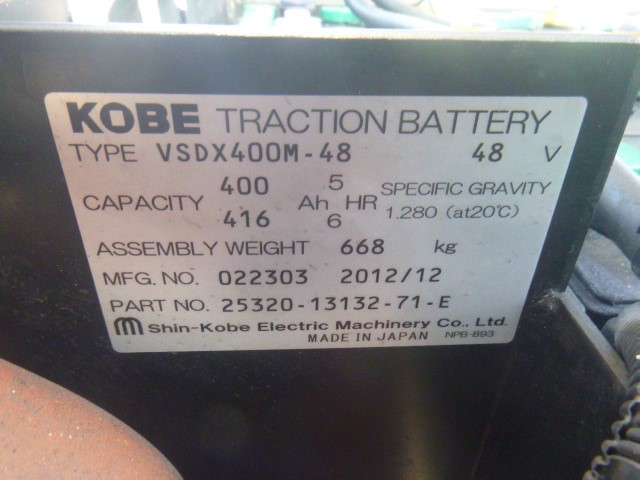 KOBE TRACTION BATTERY
TYPE VSDX400M-48 48 V
CAPACITY 400 416 Ah 5 6 HR SPECIFIC GRAVITY 1.280 (at20℃)
ASSEMBLY WEIGHT 668 kg
MFG. NO. 022303 2012/12
PART NO. 25320-13132-71-E
Shin-Kobe Electric Machinery Co., Ltd.
MADE IN JAPAN NPB-893